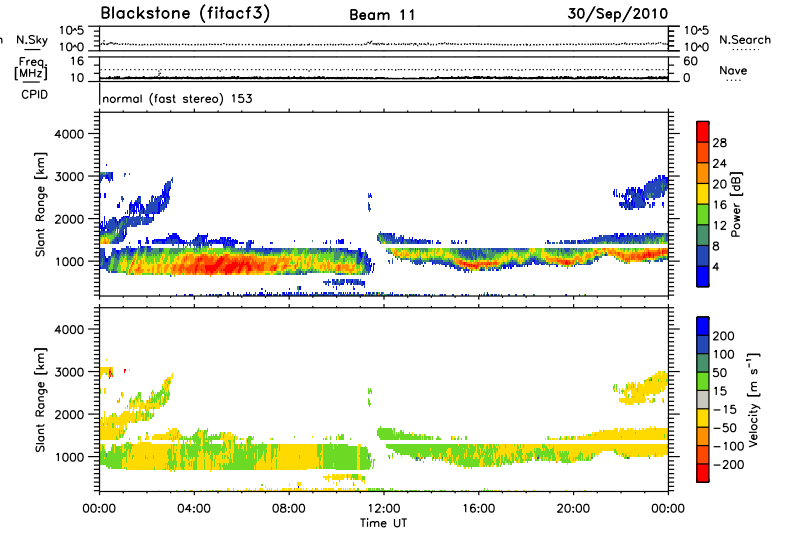 Blackstone (fitacf3) Beam 11 30/Sep/2010
N.Sky 10^5 10^0 10^5 10^0 N.Search
Freq. [MHz] 16 10 60 0 Nave
CPID normal (fast stereo) 153
Slant Range [km] 4000 3000 2000 1000
Power [dB] 28 24 20 16 12 8 4
Slant Range [km] 4000 3000 2000 1000
Velocity [m s⁻¹] 200 100 50 15 -15 -50 -100 -200
00:00 04:00 08:00 12:00 16:00 20:00 00:00
Time UT